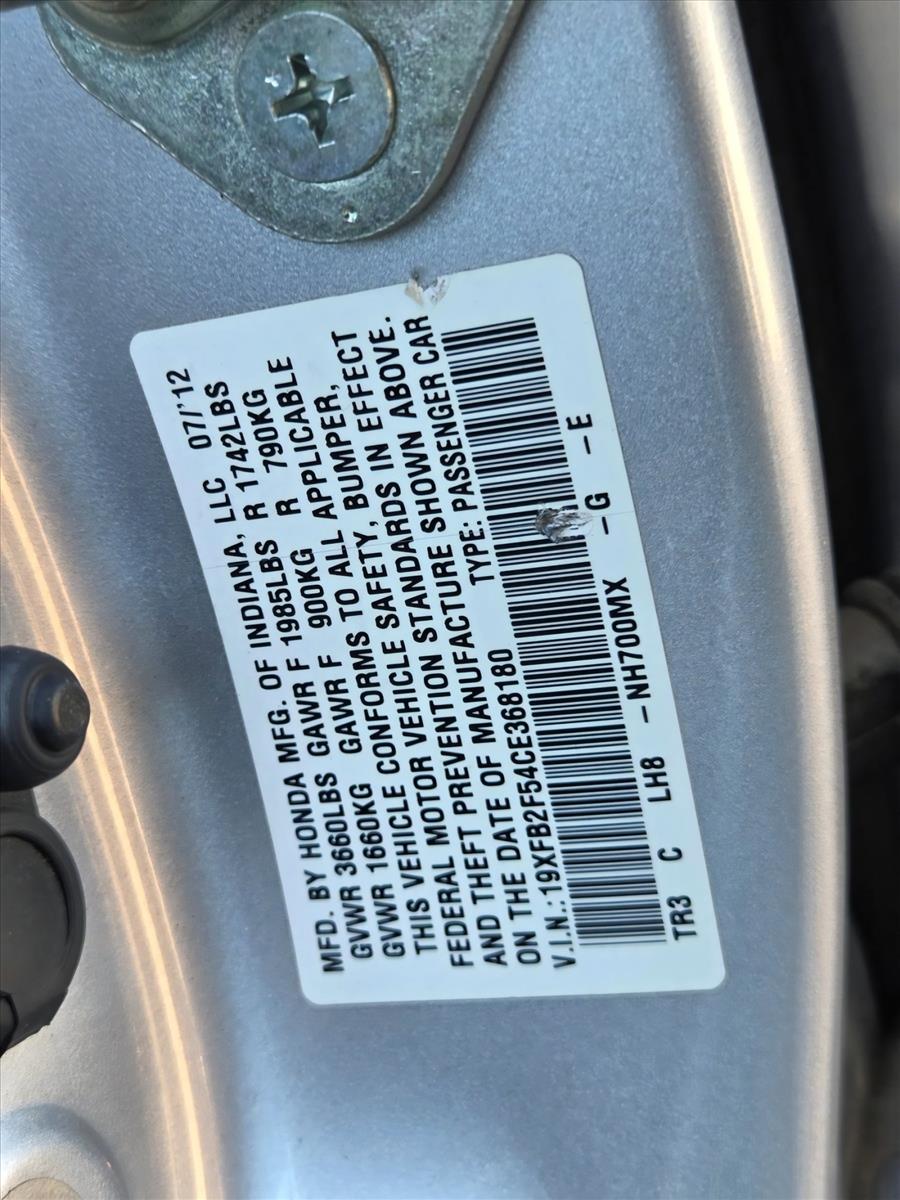 MFD. BY HONDA MFG. OF INDIANA, LLC 07/'12
GVWR 3660LBS GAWR F 1985LBS R 1742LBS
GVWR 1660KG GAWR F 900KG R 790KG
THIS VEHICLE CONFORMS TO ALL APPLICABLE
FEDERAL MOTOR VEHICLE SAFETY, BUMPER,
AND THEFT PREVENTION STANDARDS IN EFFECT
ON THE DATE OF MANUFACTURE SHOWN ABOVE.
V.I.N.: 19XFB2F54CE368180 TYPE: PASSENGER CAR
TR3 C LH8 -NH700MX -G -E